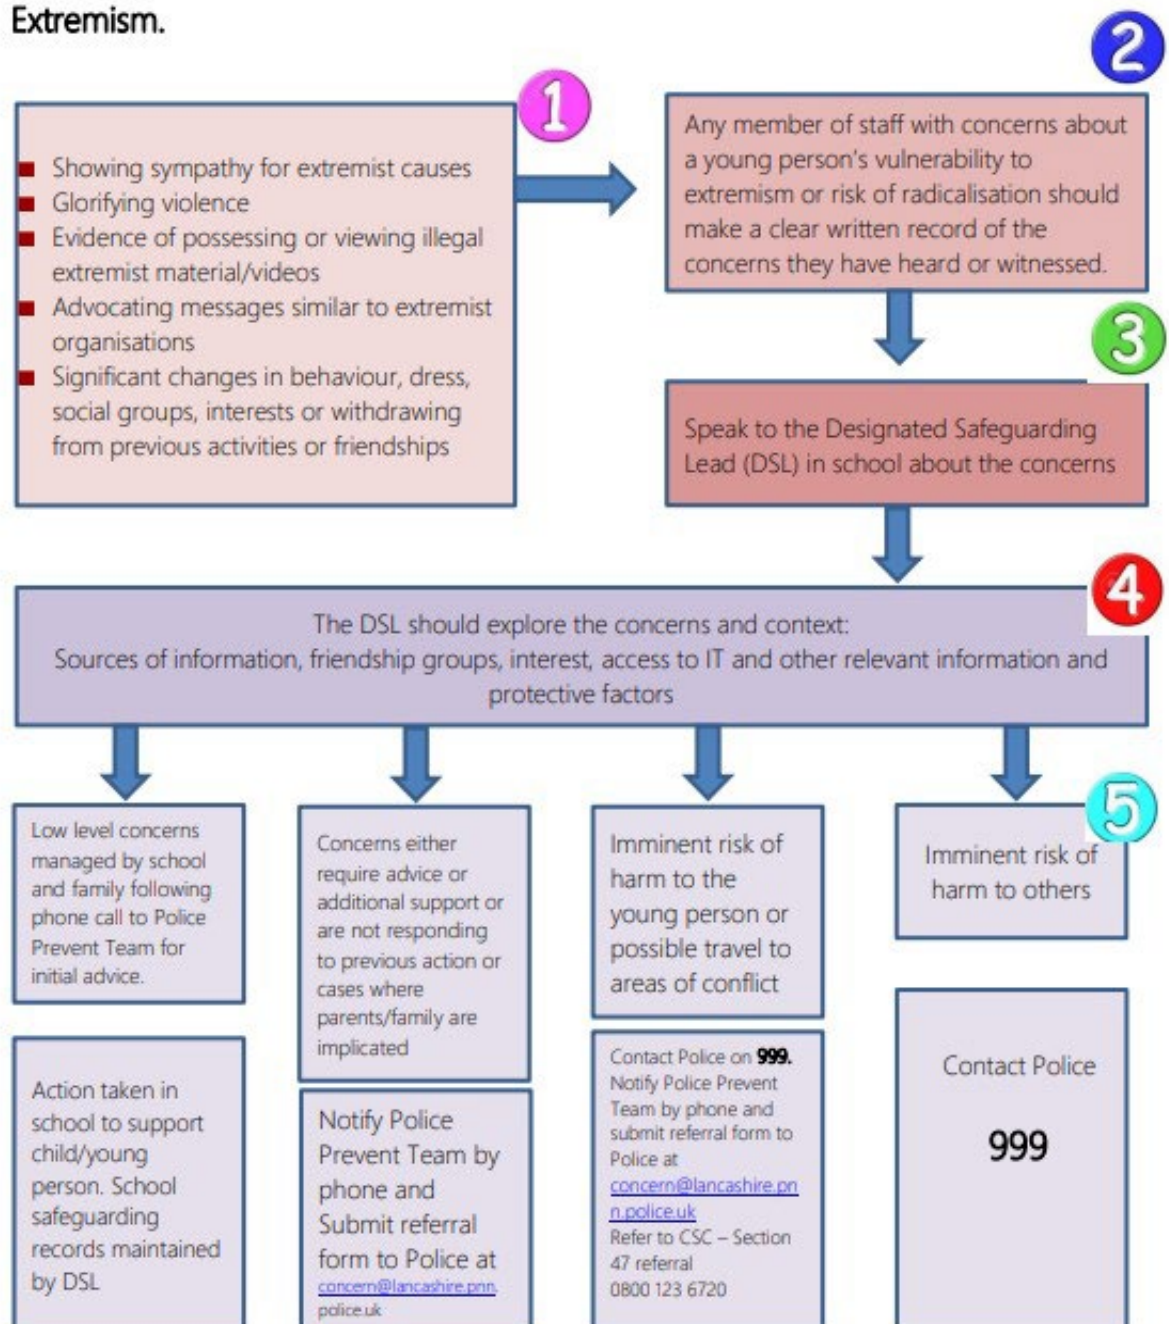 Extremism.
1
Showing sympathy for extremist causes
Glorifying violence
Evidence of possessing or viewing illegal
extremist material/videos
Advocating messages similar to extremist
organisations
Significant changes in behaviour, dress,
social groups, interests or withdrawing
from previous activities or friendships
2
Any member of staff with concerns about
a young person's vulnerability to
extremism or risk of radicalisation should
make a clear written record of the
concerns they have heard or witnessed.
3
Speak to the Designated Safeguarding
Lead (DSL) in school about the concerns
4
The DSL should explore the concerns and context:
Sources of information, friendship groups, interest, access to IT and other relevant information and
protective factors
5
Low level concerns
managed by school
and family following
phone call to Police
Prevent Team for
initial advice.
Action taken in
school to support
child/young
person. School
safeguarding
records maintained
by DSL
Concerns either
require advice or
additional support or
are not responding
to previous action or
cases where
parents/family are
implicated
Notify Police
Prevent Team by
phone and
Submit referral
form to Police at
concern@lancashire.pnn.
police.uk
Imminent risk of
harm to the
young person or
possible travel to
areas of conflict
Contact Police on 999.
Notify Police Prevent
Team by phone and
submit referral form to
Police at
concern@lancashire.pn
n.police.uk
Refer to CSC – Section
47 referral
0800 123 6720
Imminent risk of
harm to others
Contact Police
999